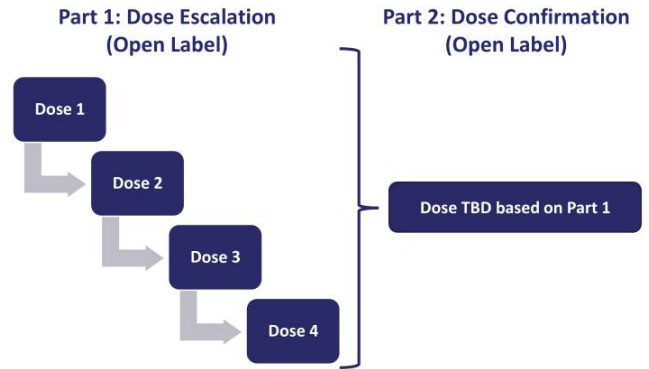 Part 1: Dose Escalation
(Open Label)
Part 2: Dose Confirmation
(Open Label)
Dose 1
Dose 2
Dose 3
Dose 4
Dose TBD based on Part 1